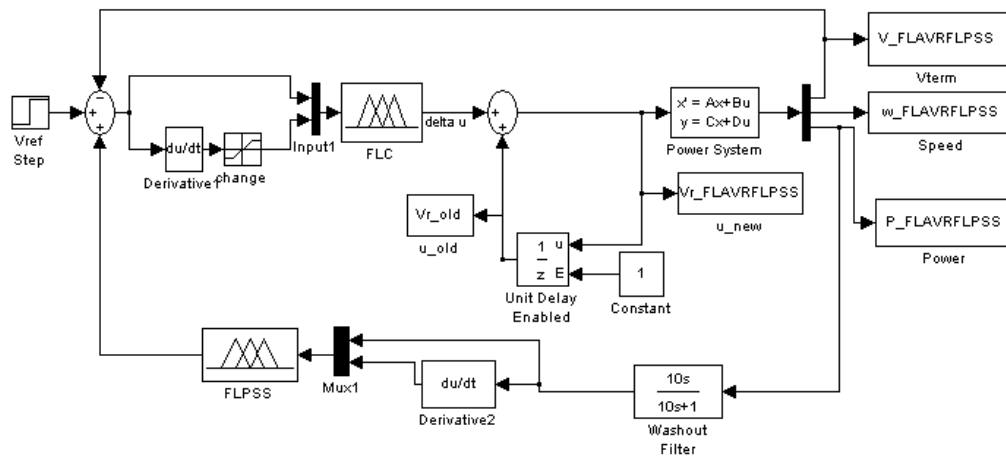 V_FLAVRFLPSS
Vterm
Vref
Step
−
+
+
du/dt
Derivative1
change
Input1
FLC
delta u
+
+
x' = Ax+Bu
y = Cx+Du
Power System
w_FLAVRFLPSS
Speed
Vr_old
u_old
Vr_FLAVRFLPSS
u_new
P_FLAVRFLPSS
Power
1
z
u
E
Unit Delay
Enabled
1
Constant
FLPSS
Mux1
du/dt
Derivative2
10s
10s+1
Washout
Filter